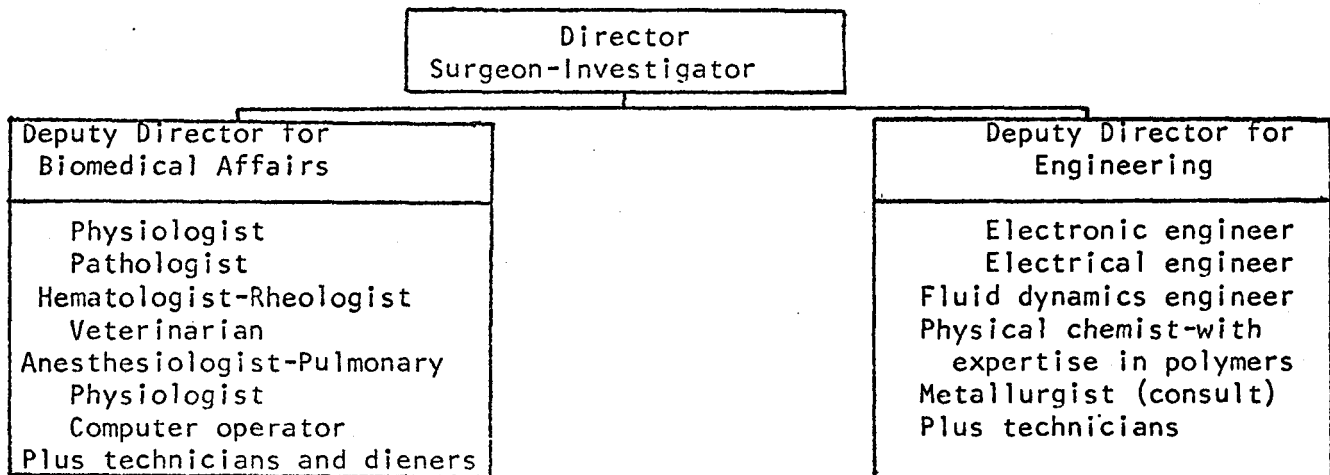 Director
Surgeon-Investigator
Deputy Director for
Biomedical Affairs
Physiologist
Pathologist
Hematologist-Rheologist
Veterinarian
Anesthesiologist-Pulmonary
Physiologist
Computer operator
Plus technicians and dieners
Deputy Director for
Engineering
Electronic engineer
Electrical engineer
Fluid dynamics engineer
Physical chemist-with
expertise in polymers
Metallurgist (consult)
Plus technicians